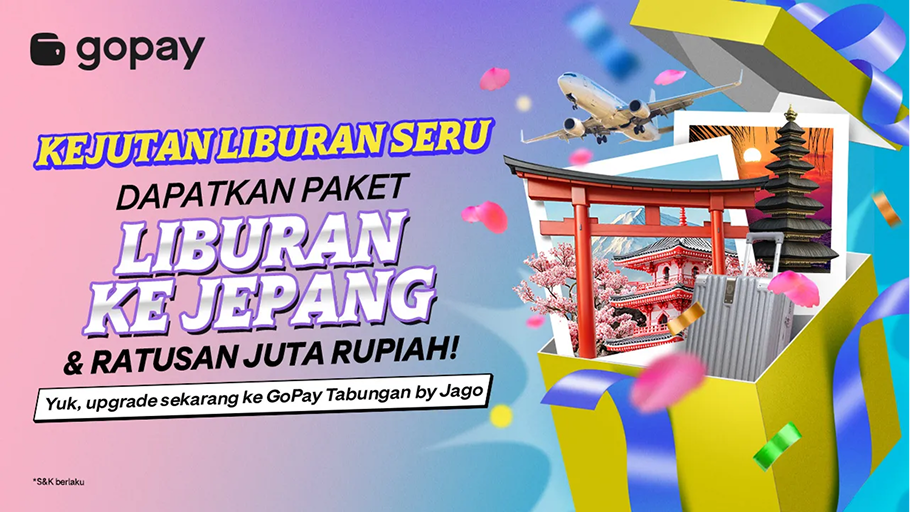 gopay
KEJUTAN LIBURAN SERU
DAPATKAN PAKET
LIBURAN
KE JEPANG
& RATUSAN JUTA RUPIAH!
Yuk, upgrade sekarang ke GoPay Tabungan by Jago
*S&K berlaku